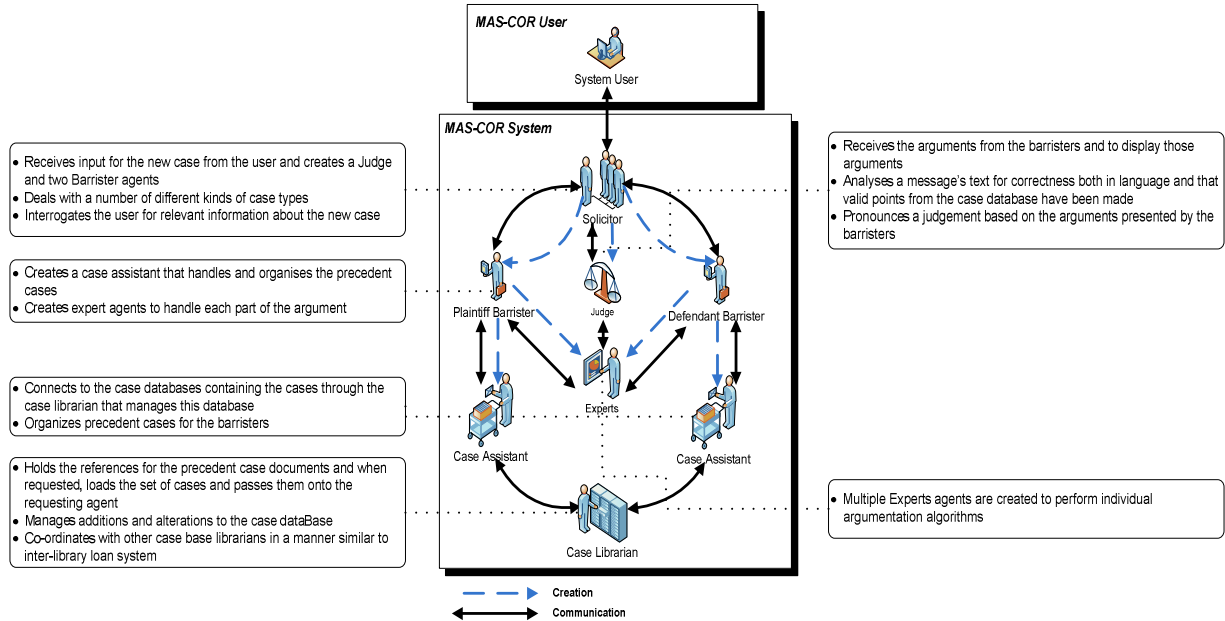 MAS-COR User
System User
MAS-COR System
• Receives input for the new case from the user and creates a Judge
and two Barrister agents
• Deals with a number of different kinds of case types
• Interrogates the user for relevant information about the new case
• Receives the arguments from the barristers and to display those
arguments
• Analyses a message's text for correctness both in language and that
valid points from the case database have been made
• Pronounces a judgement based on the arguments presented by the
barristers
Solicitor
• Creates a case assistant that handles and organises the precedent
cases
• Creates expert agents to handle each part of the argument
Plaintiff Barrister
Judge
Defendant Barrister
• Connects to the case databases containing the cases through the
case librarian that manages this database
• Organizes precedent cases for the barristers
Experts
Case Assistant
Case Assistant
• Holds the references for the precedent case documents and when
requested, loads the set of cases and passes them onto the
requesting agent
• Manages additions and alterations to the case dataBase
• Co-ordinates with other case base librarians in a manner similar to
inter-library loan system
• Multiple Experts agents are created to perform individual
argumentation algorithms
Case Librarian
Creation
Communication